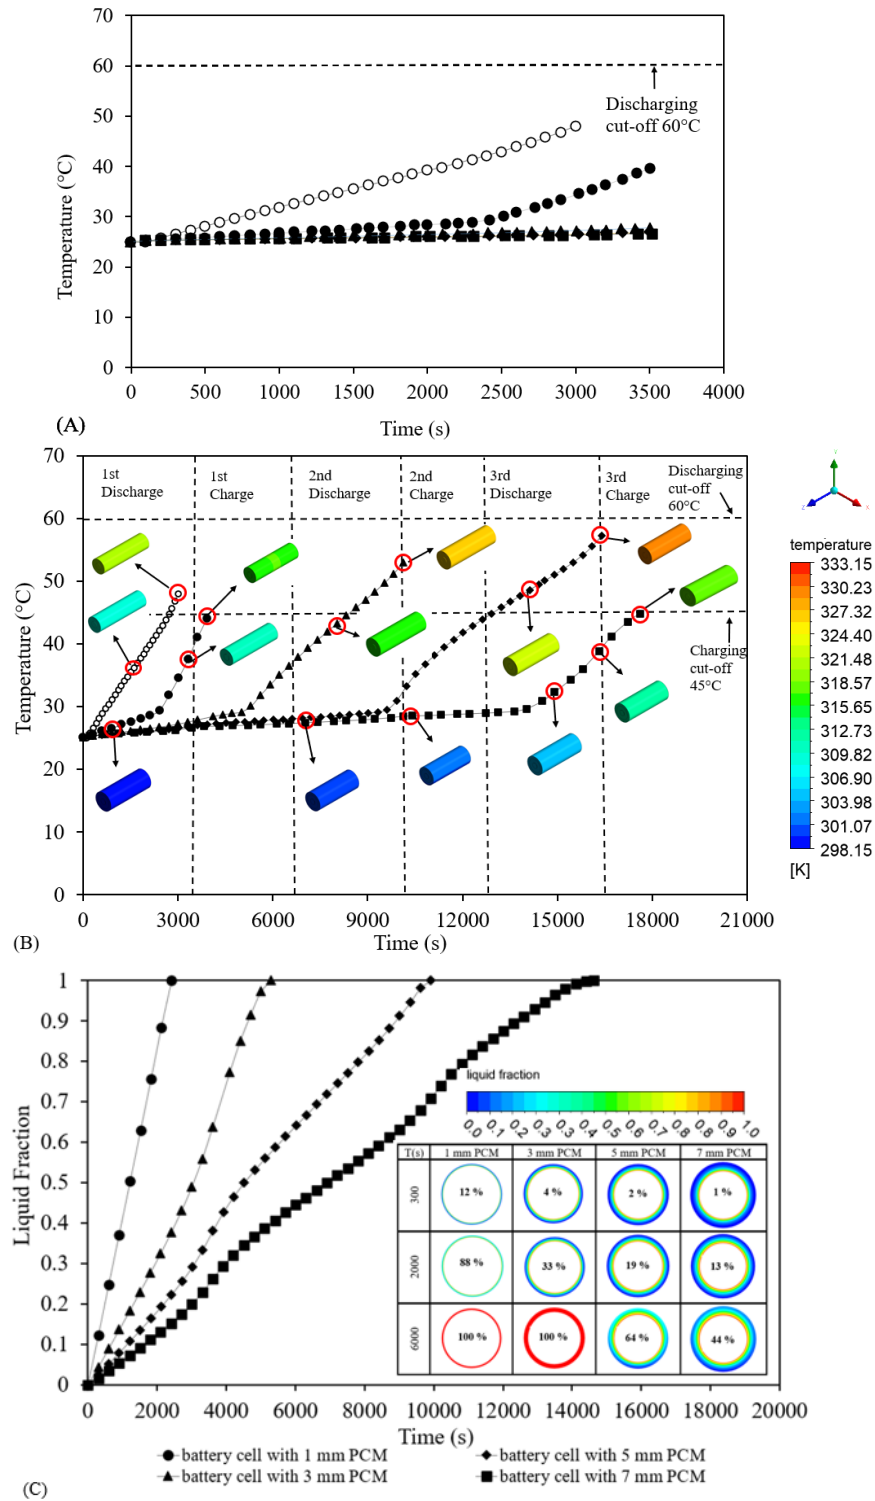 70
60
50
40
30
20
10
0
Temperature (°C)
Discharging
cut-off 60°C
0
500
1000
1500
2000
2500
3000
3500
4000
(A)
Time (s)
70
60
50
40
30
20
10
0
Temperature (°C)
1st
Discharge
1st
Charge
2nd
Discharge
2nd
Charge
3rd
Discharge
3rd
Charge
Discharging
cut-off
60°C
Charging
cut-off
45°C
0
3000
6000
9000
12000
15000
18000
21000
(B)
Time (s)
Y
X
Z
temperature
333.15
330.23
327.32
324.40
321.48
318.57
315.65
312.73
309.82
306.90
303.98
301.07
298.15
[K]
1
0.9
0.8
0.7
0.6
0.5
0.4
0.3
0.2
0.1
0
Liquid Fraction
liquid fraction
0.0
0.1
0.2
0.3
0.3
0.4
0.5
0.6
0.7
0.8
0.9
1.0
T(s) 1 mm PCM 3 mm PCM 5 mm PCM 7 mm PCM
300 12 % 4 % 2 % 1 %
2000 88 % 33 % 19 % 13 %
6000 100 % 100 % 64 % 44 %
0
2000
4000
6000
8000
10000
12000
14000
16000
18000
20000
Time (s)
battery cell with 1 mm PCM
battery cell with 5 mm PCM
battery cell with 3 mm PCM
battery cell with 7 mm PCM
(C)